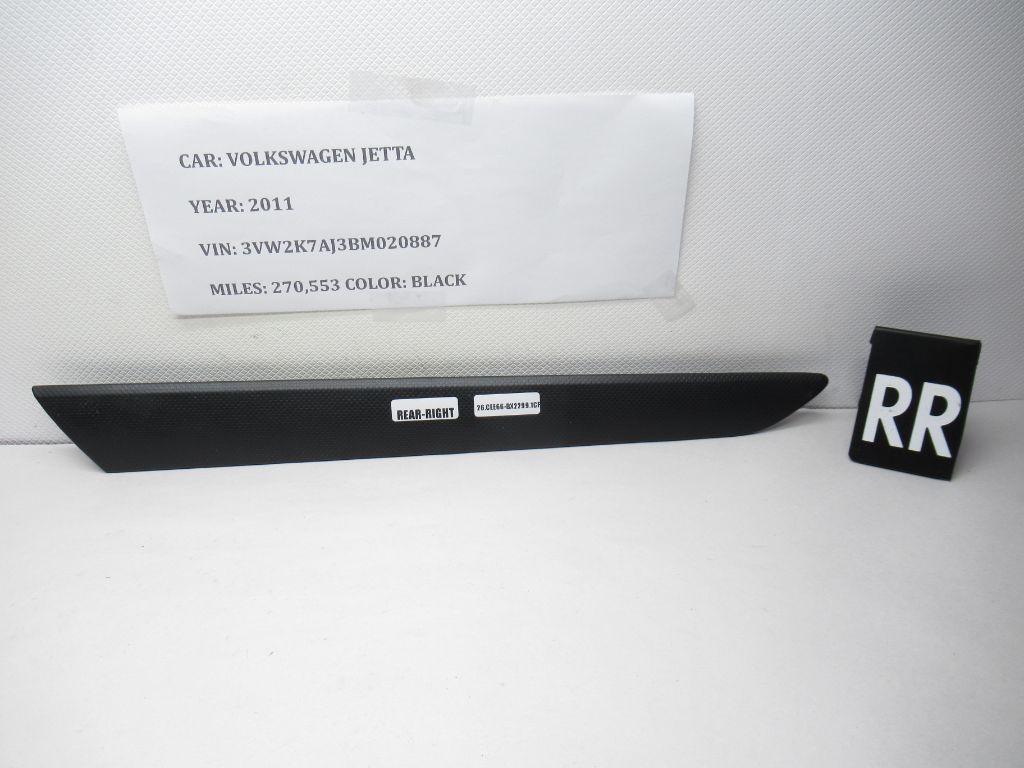 CAR: VOLKSWAGEN JETTA
YEAR: 2011
VIN: 3VW2K7AJ3BM020887
MILES: 270,553 COLOR: BLACK
REAR-RIGHT
RR